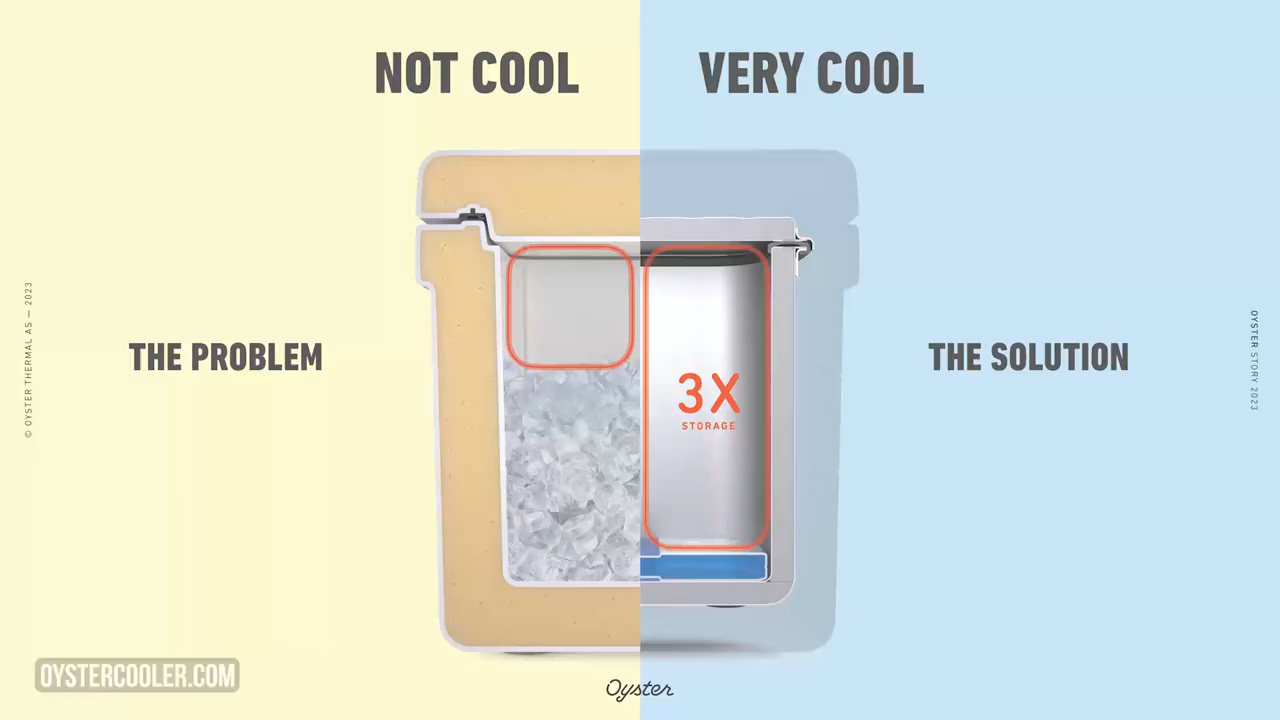 NOT COOL
VERY COOL
THE PROBLEM
THE SOLUTION
3X
STORAGE
© OYSTER THERMAL AS — 2023
OYSTER STORY 2023
OYSTERCOOLER.COM
Oyster